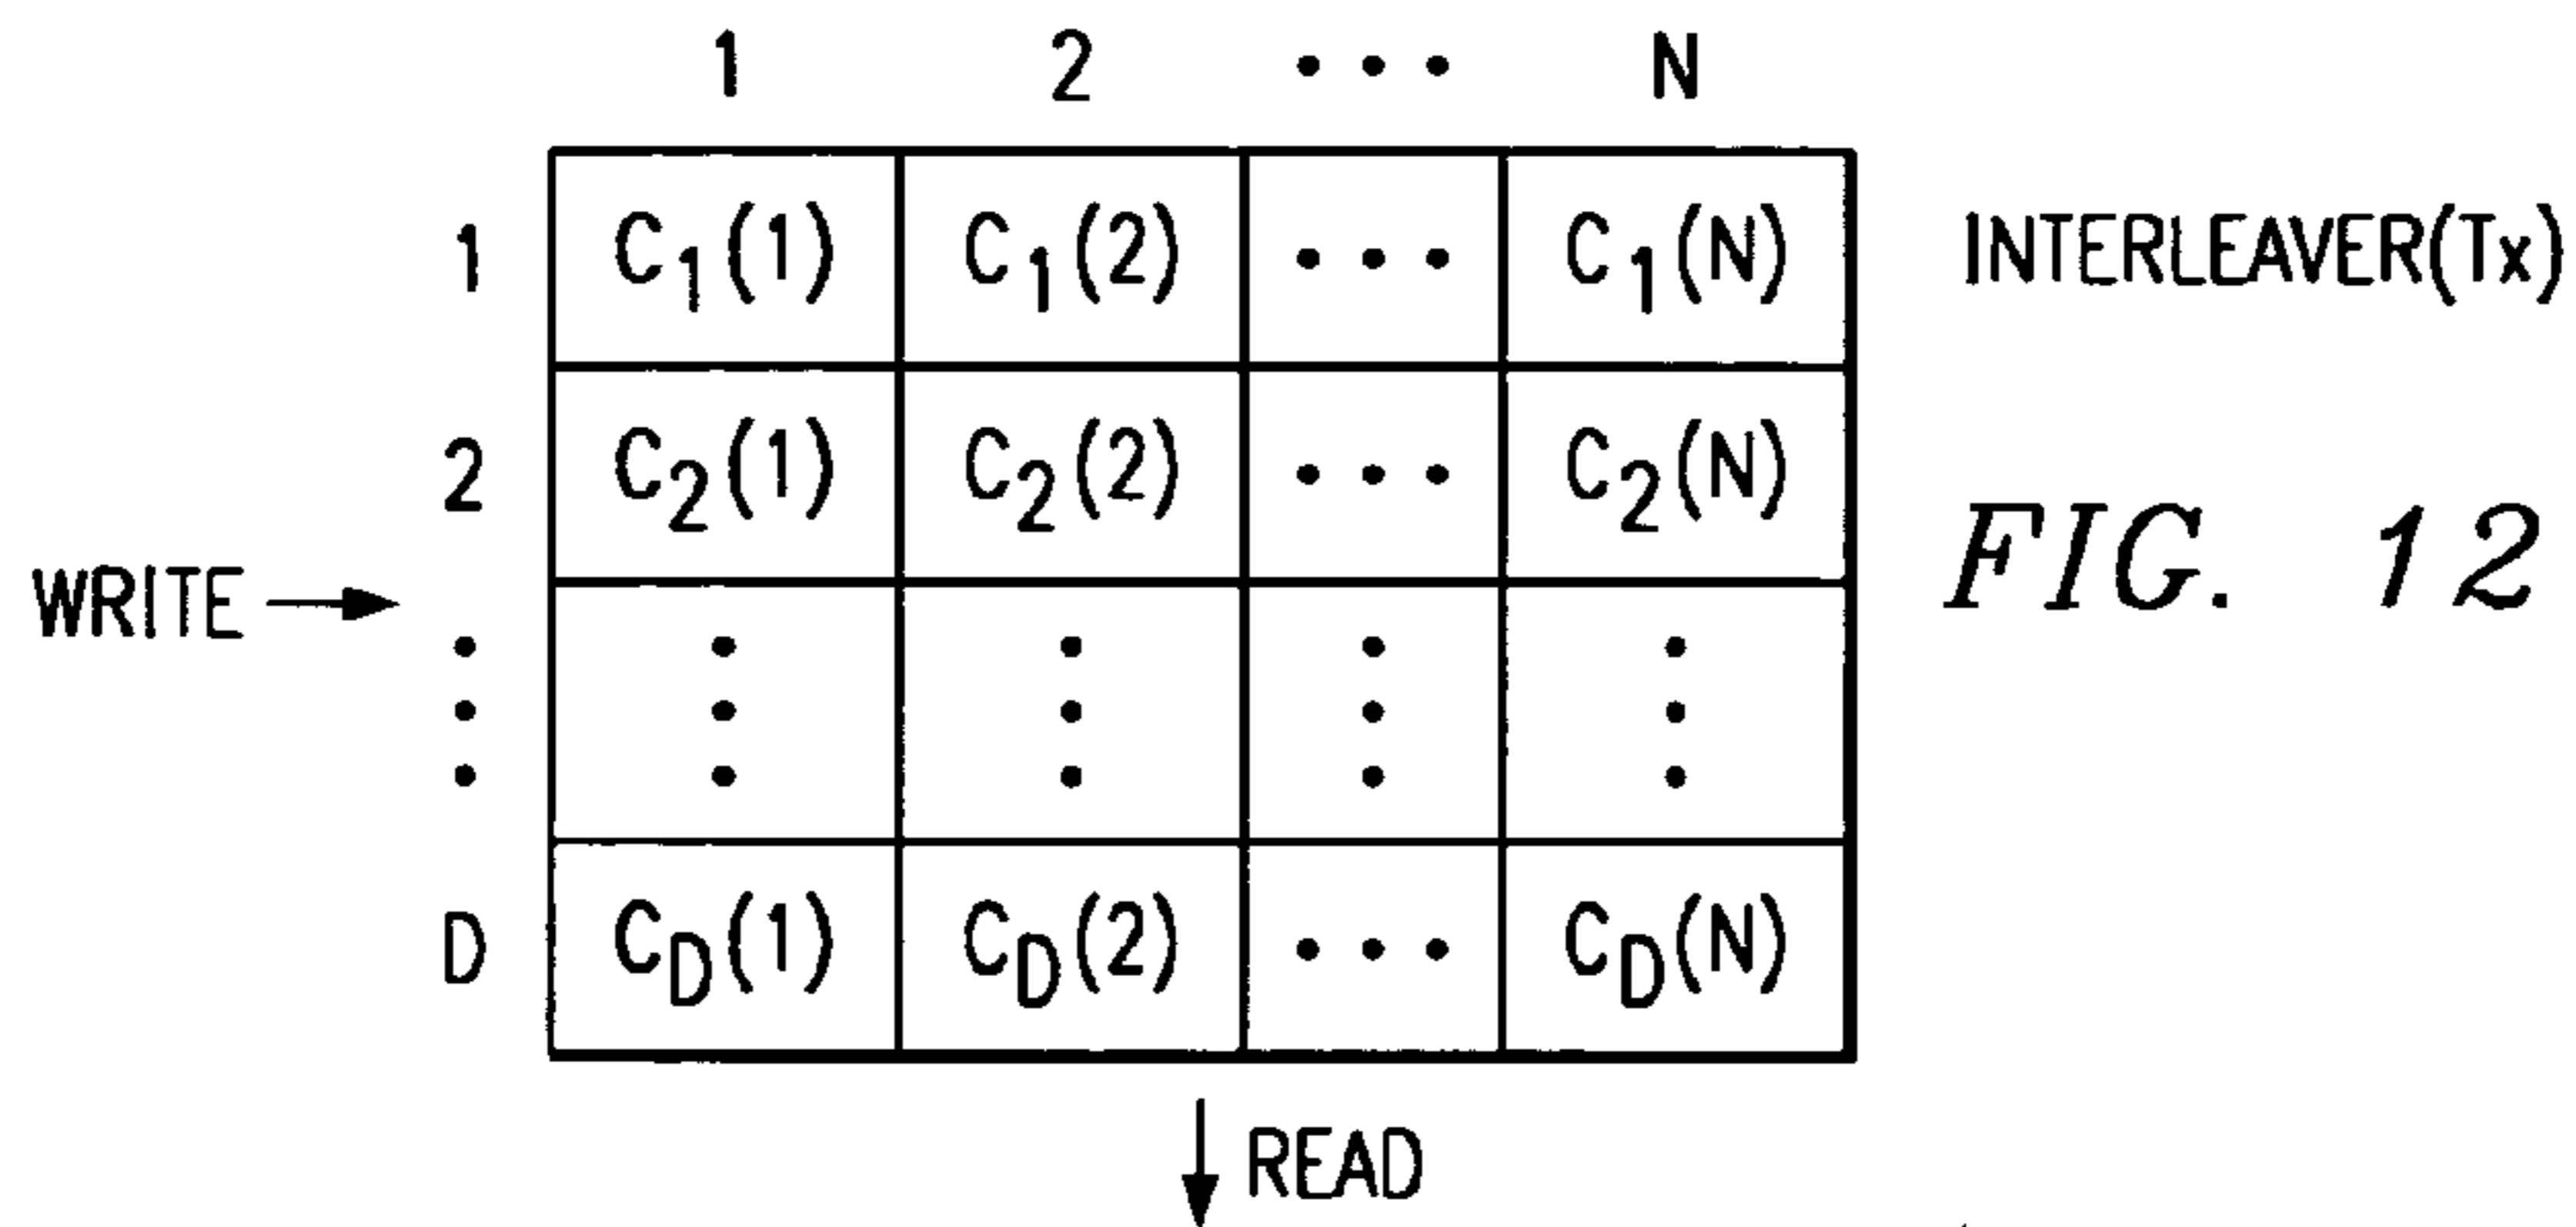 1 2 • • • N
1 C1(1) C1(2) • • • C1(N) INTERLEAVER(Tx)
2 C2(1) C2(2) • • • C2(N)
FIG. 12
WRITE
D CD(1) CD(2) • • • CD(N)
READ